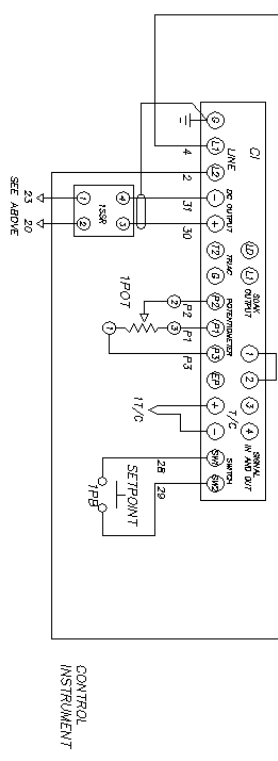 C1
G
L1
LINE
L2
-
DC OUTPUT
+
T2
TRIAC
G
P2
POTENTIOMETER
P1
P3
EP
+
T/C
-
SW1
SWITCH
SW2
LD
L1
SOAK
OUTPUT
1
2
3
4
SIGNAL
IN AND OUT
4
2
31
30
P2
P1
P3
1T/C
28
29
4
3
1SSR
1
2
23
20
SEE ABOVE
1POT
2
3
1
SETPOINT
1PB
CONTROL
INSTRUMENT